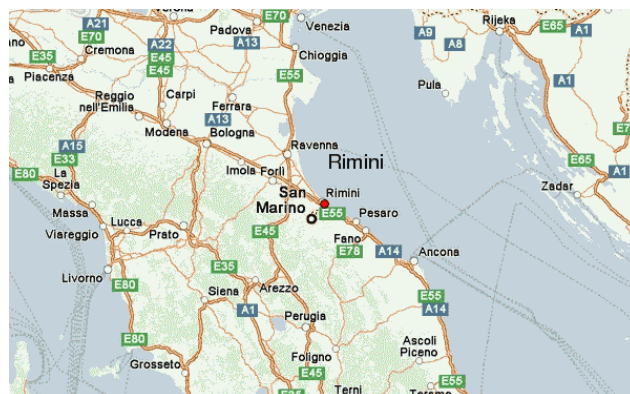 Verona
A21
E70
A22
E45
E45
Padova
A13
E70
Venezia
Chioggia
Rijeka
A9
A8
E65
A1
Pula
A1
E35
Cremona
Piacenza
E55
Carpi
Reggio
nell'Emilia
Modena
Ferrara
A13
Bologna
Ravenna
Rimini
A15
E33
E80
La
Spezia
Massa
Viareggio
Imola
Forlì
San
Marino
Rimini
E55
Pesaro
Fano
E78
A14
Ancona
E65
A1
Zadar
Lucca
Prato
E45
Livorno
E80
E35
Siena
Arezzo
A1
Perugia
E55
A14
E80
Grosseto
Foligno
Ascoli
Piceno
E35
E45
Terni
E55
Teramo